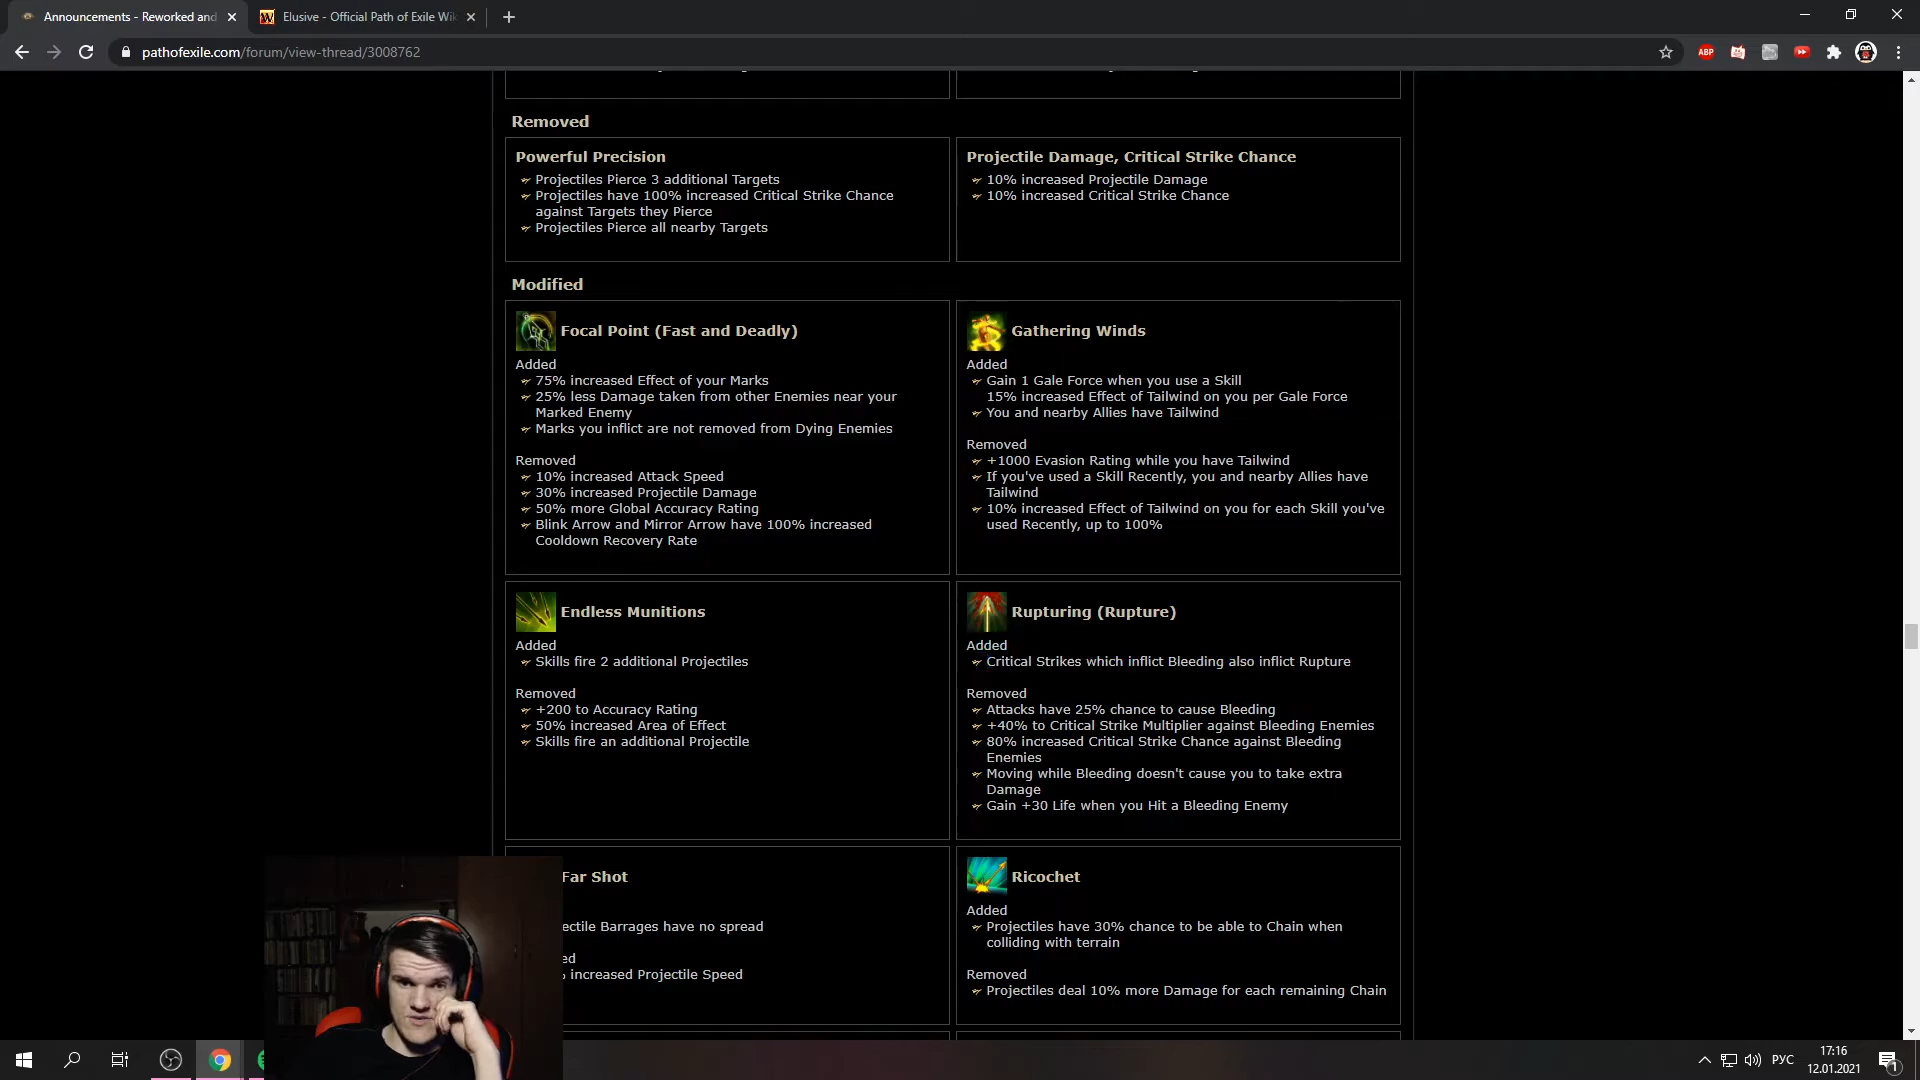 Announcements - Reworked and
Elusive - Official Path of Exile Wik
pathofexile.com/forum/view-thread/3008762
ABP
Removed
Powerful Precision
Projectiles Pierce 3 additional Targets
Projectiles have 100% increased Critical Strike Chance
against Targets they Pierce
Projectiles Pierce all nearby Targets
Projectile Damage, Critical Strike Chance
10% increased Projectile Damage
10% increased Critical Strike Chance
Modified
Focal Point (Fast and Deadly)
Added
75% increased Effect of your Marks
25% less Damage taken from other Enemies near your
Marked Enemy
Marks you inflict are not removed from Dying Enemies
Removed
10% increased Attack Speed
30% increased Projectile Damage
50% more Global Accuracy Rating
Blink Arrow and Mirror Arrow have 100% increased
Cooldown Recovery Rate
Gathering Winds
Added
Gain 1 Gale Force when you use a Skill
15% increased Effect of Tailwind on you per Gale Force
You and nearby Allies have Tailwind
Removed
+1000 Evasion Rating while you have Tailwind
If you've used a Skill Recently, you and nearby Allies have
Tailwind
10% increased Effect of Tailwind on you for each Skill you've
used Recently, up to 100%
Endless Munitions
Added
Skills fire 2 additional Projectiles
Removed
+200 to Accuracy Rating
50% increased Area of Effect
Skills fire an additional Projectile
Rupturing (Rupture)
Added
Critical Strikes which inflict Bleeding also inflict Rupture
Removed
Attacks have 25% chance to cause Bleeding
+40% to Critical Strike Multiplier against Bleeding Enemies
80% increased Critical Strike Chance against Bleeding
Enemies
Moving while Bleeding doesn't cause you to take extra
Damage
Gain +30 Life when you Hit a Bleeding Enemy
Far Shot
ectile Barrages have no spread
ed
increased Projectile Speed
Ricochet
Added
Projectiles have 30% chance to be able to Chain when
colliding with terrain
Removed
Projectiles deal 10% more Damage for each remaining Chain
РУС
17:16
12.01.2021
1